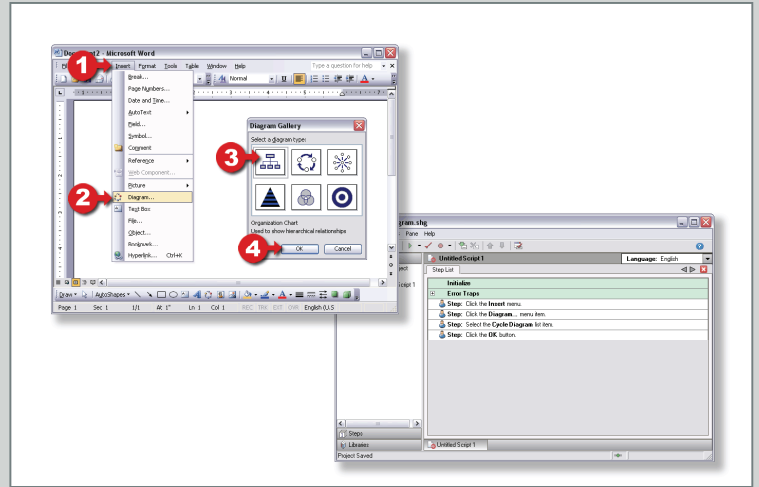 Microsoft Word
Insert Format Tools Table Window Help Type a question for help
Normal
Break...
Page Numbers...
Date and Time...
AutoText
Field...
Symbol...
Comment
Reference
Web Component...
Picture
Diagram...
Text Box
File...
Object...
Bookmark...
Hyperlink... Ctrl+K
1
2
3
4
Diagram Gallery
Select a diagram type:
Organization Chart
Used to show hierarchical relationships
OK Cancel
Draw AutoShapes
Page 1 Sec 1 1/1 At 1" Ln 1 Col 1 REC TRK EXT OVR English (U.S
gram.shg
Pane Help
Untitled Script 1 Language: English
Step List
Script 1
Initialize
Error Traps
Step: Click the Insert menu.
Step: Click the Diagram... menu item.
Step: Select the Cycle Diagram list item.
Step: Click the OK button.
Steps
Libraries
Untitled Script 1
Project Saved